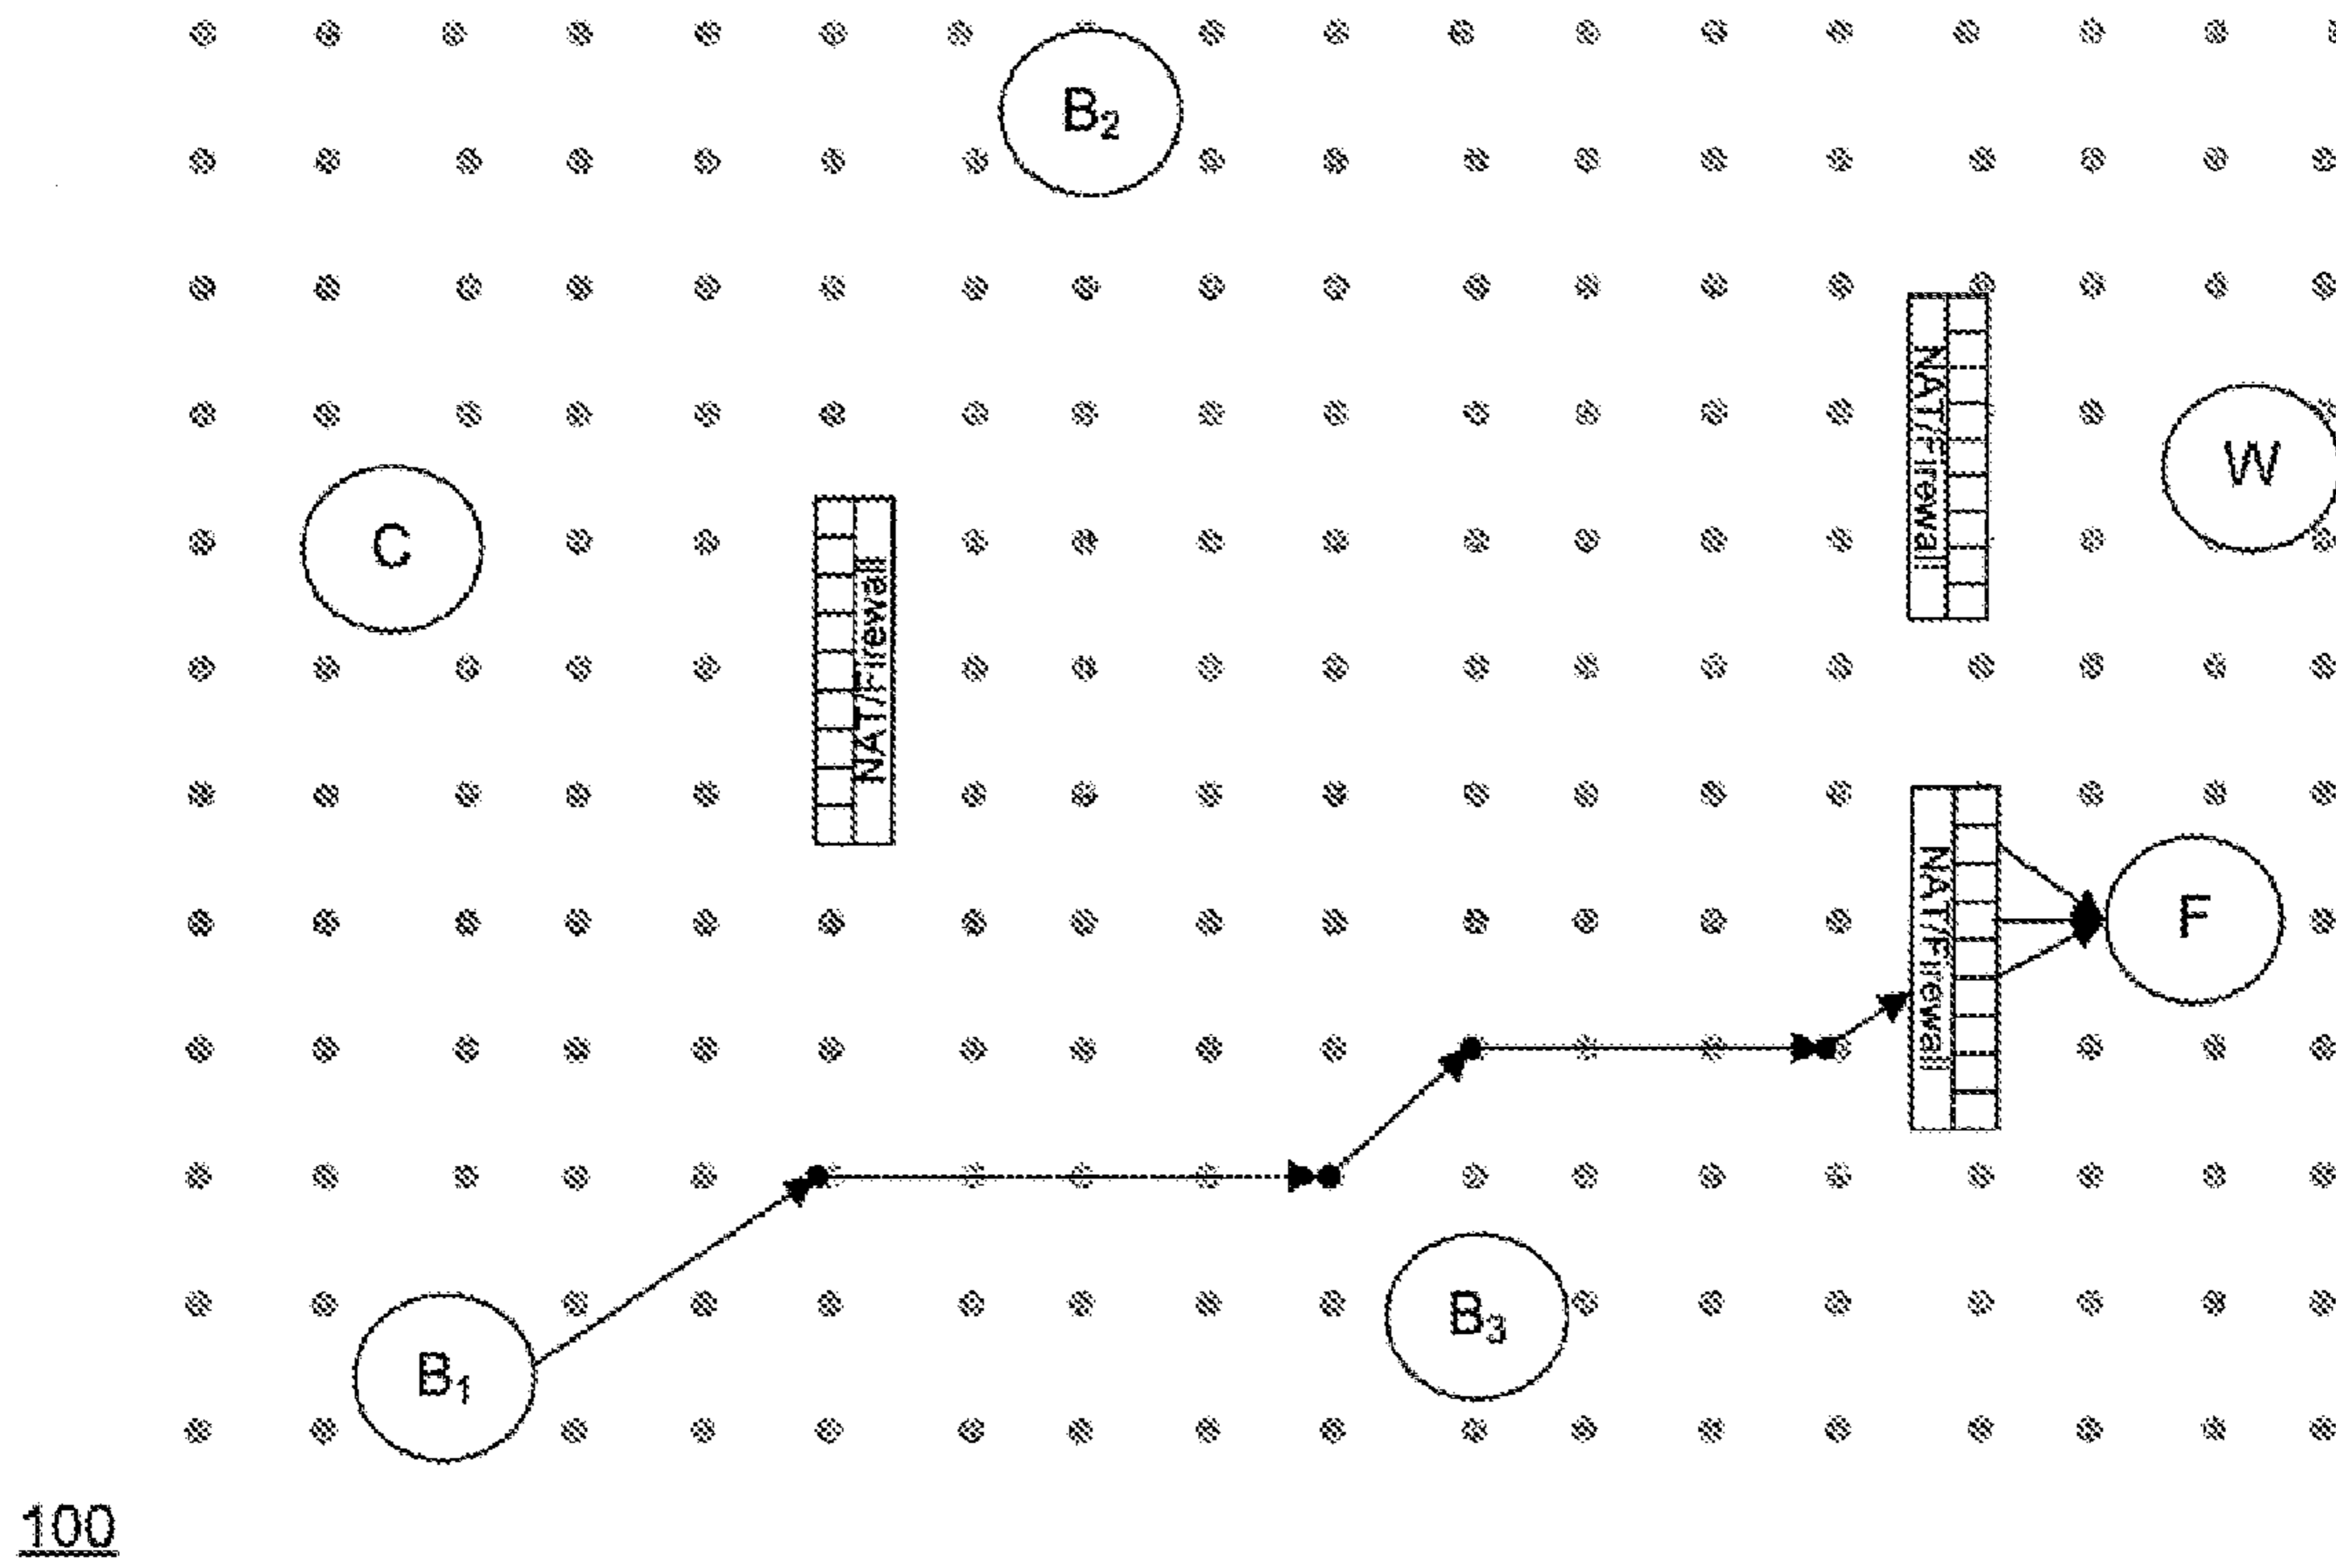 B₂
NAT/Firewall
W
C
NAT/Firewall
NAT/Firewall
F
B₁
B₃
100